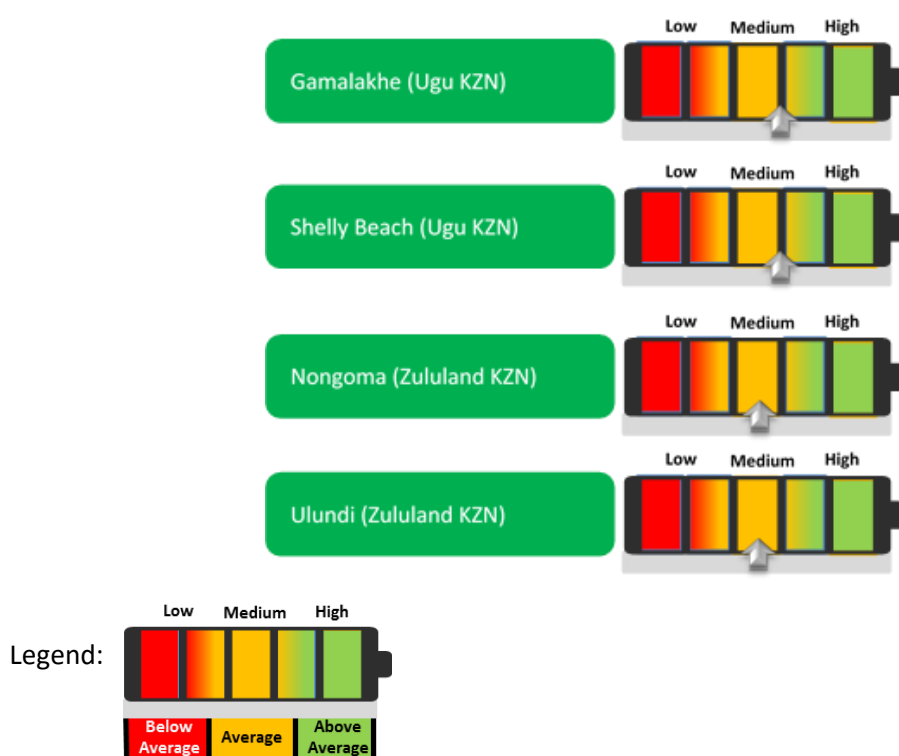 Low Medium High
Gamalakhe (Ugu KZN)
Low Medium High
Shelly Beach (Ugu KZN)
Low Medium High
Nongoma (Zululand KZN)
Low Medium High
Ulundi (Zululand KZN)
Low Medium High
Legend:
Below Average
Average
Above Average